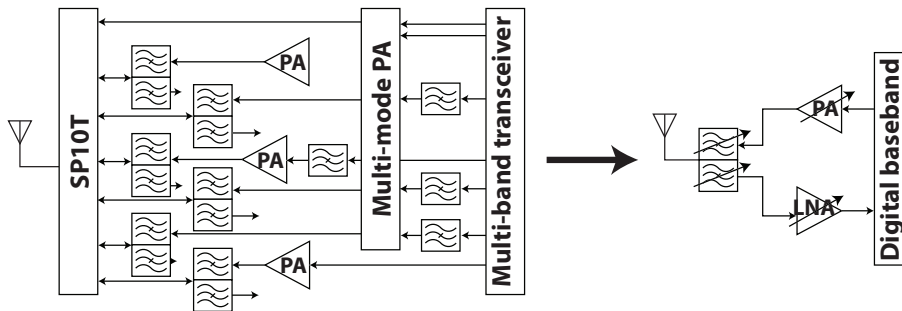 SP10T
PA
PA
PA
Multi-mode PA
Multi-band transceiver
PA
LNA
Digital baseband